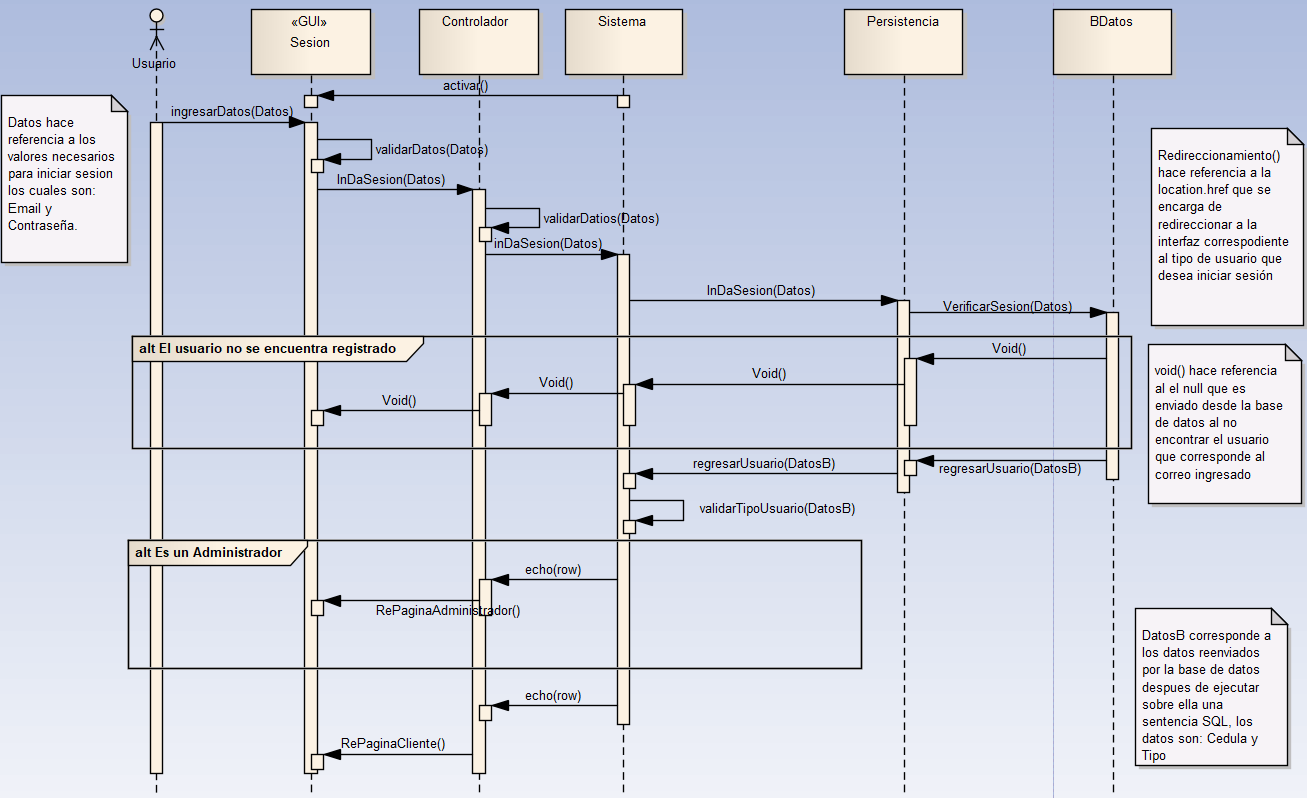 «GUI»
Sesion
Controlador
Sistema
Persistencia
BDatos
Usuario
activar()
Datos hace
referencia a los
valores necesarios
para iniciar sesion
los cuales son:
Email y
Contraseña.
ingresarDatos(Datos)
validarDatos(Datos)
InDaSesion(Datos)
validarDatios(Datos)
inDaSesion(Datos)
InDaSesion(Datos)
VerificarSesion(Datos)
Redireccionamiento()
hace referencia a la
location.href que se
encarga de
redireccionar a la
interfaz correspodiente
al tipo de usuario que
desea iniciar sesión
alt El usuario no se encuentra registrado
Void()
Void()
Void()
Void()
void() hace referencia
al el null que es
enviado desde la base
de datos al no
encontrar el usuario
que corresponde al
correo ingresado
regresarUsuario(DatosB)
regresarUsuario(DatosB)
validarTipoUsuario(DatosB)
alt Es un Administrador
echo(row)
RePaginaAdministrador()
DatosB corresponde a
los datos reenviados
por la base de datos
despues de ejecutar
sobre ella una
sentencia SQL, los
datos son: Cedula y
Tipo
echo(row)
RePaginaCliente()